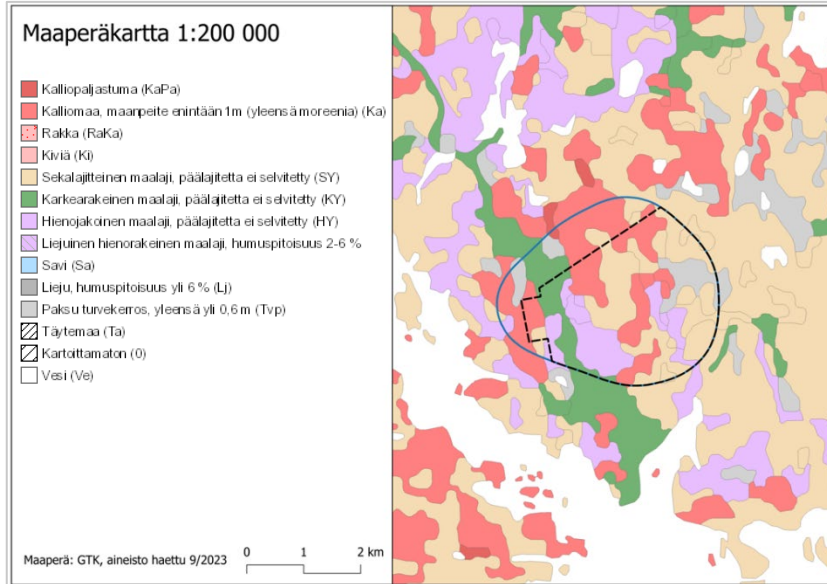 Maaperäkartta 1:200 000
Kalliopaljastuma (KaPa)
Kalliomaa, maanpeite enintään 1m (yleensä moreenia) (Ka)
Rakka (RaKa)
Kiviä (Ki)
Sekalajitteinen maalaji, päälajitetta ei selvitetty (SY)
Karkearakeinen maalaji, päälajitetta ei selvitetty (KY)
Hienojakoinen maalaji, päälajitetta ei selvitetty (HY)
Liejuinen hienorakeinen maalaji, humuspitoisuus 2-6 %
Savi (Sa)
Lieju, humuspitoisuus yli 6 % (Lj)
Paksu turvekerros, yleensä yli 0,6 m (Tvp)
Täytemaa (Ta)
Kartoittamaton (0)
Vesi (Ve)
Maaperä: GTK, aineisto haettu 9/2023
0 1 2 km